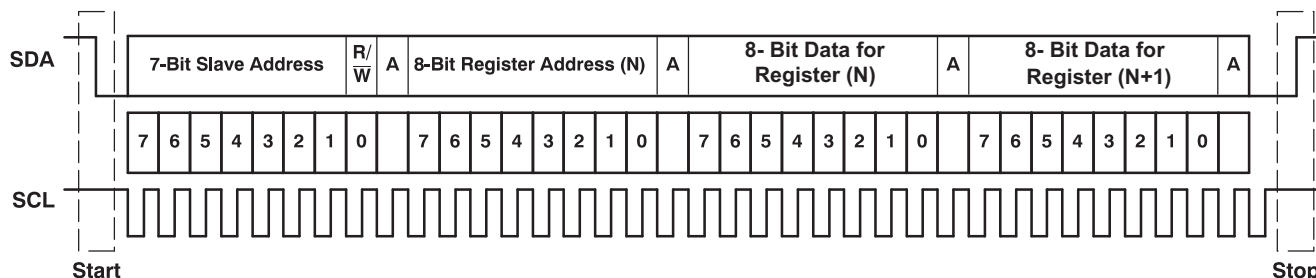 SDA
7-Bit Slave Address
R/
W
A
8-Bit Register Address (N)
A
8- Bit Data for
Register (N)
A
8- Bit Data for
Register (N+1)
A
7 6 5 4 3 2 1 0 7 6 5 4 3 2 1 0 7 6 5 4 3 2 1 0 7 6 5 4 3 2 1 0
SCL
Start
Stop